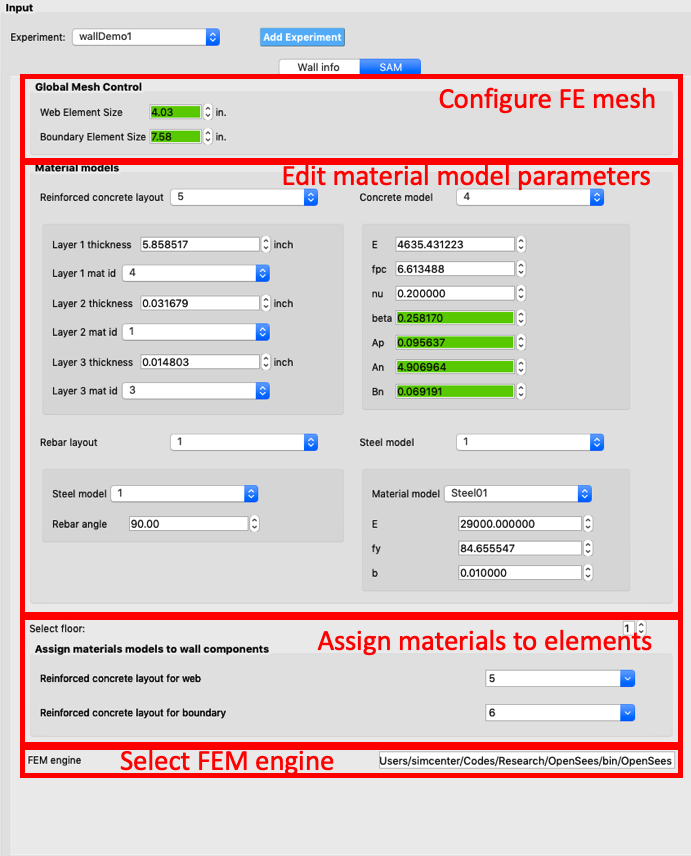 Input
Experiment: wallDemo1 Add Experiment
Wall info SAM
Global Mesh Control
Configure FE mesh
Web Element Size 4.03 in.
Boundary Element Size 7.58 in.
Material models
Edit material model parameters
Reinforced concrete layout 5 Concrete model 4
Layer 1 thickness 5.858517 inch E 4635.431223
Layer 1 mat id 4 fpc 6.613488
Layer 2 thickness 0.031679 inch nu 0.200000
Layer 2 mat id 1 beta 0.258170
Layer 3 thickness 0.014803 inch Ap 0.095637
Layer 3 mat id 3 An 4.906964
Bn 0.069191
Rebar layout 1 Steel model 1
Steel model 1 Material model Steel01
Rebar angle 90.00 E 29000.000000
fy 84.655547
b 0.010000
Select floor: 1
Assign materials to elements
Assign materials models to wall components
Reinforced concrete layout for web 5
Reinforced concrete layout for boundary 6
FEM engine Select FEM engine Users/simcenter/Codes/Research/OpenSees/bin/OpenSees